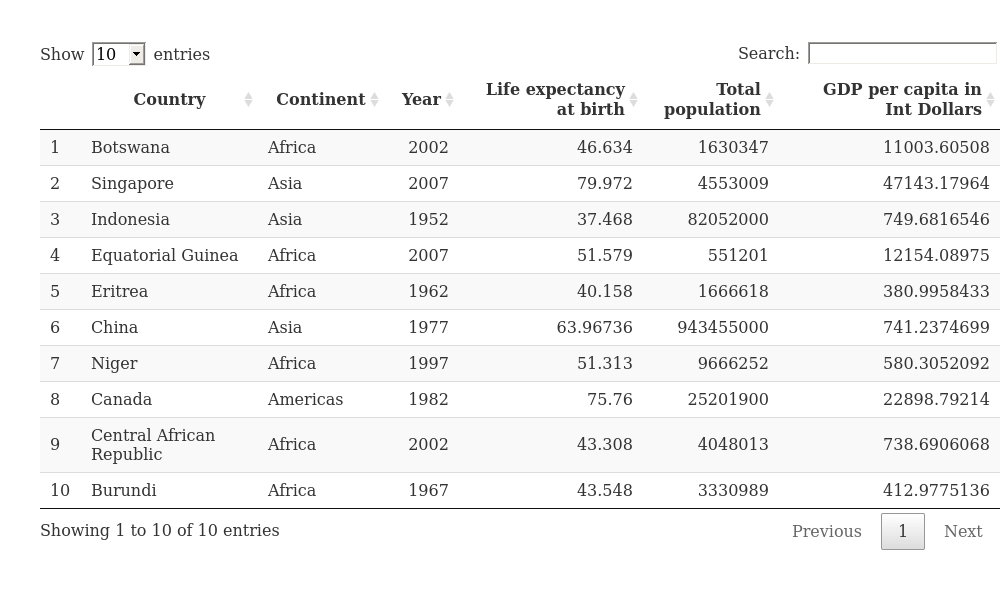 Show 10 entries Search:
Country Continent Year Life expectancy at birth Total population GDP per capita in Int Dollars
1 Botswana Africa 2002 46.634 1630347 11003.60508
2 Singapore Asia 2007 79.972 4553009 47143.17964
3 Indonesia Asia 1952 37.468 82052000 749.6816546
4 Equatorial Guinea Africa 2007 51.579 551201 12154.08975
5 Eritrea Africa 1962 40.158 1666618 380.9958433
6 China Asia 1977 63.96736 943455000 741.2374699
7 Niger Africa 1997 51.313 9666252 580.3052092
8 Canada Americas 1982 75.76 25201900 22898.79214
9 Central African Republic Africa 2002 43.308 4048013 738.6906068
10 Burundi Africa 1967 43.548 3330989 412.9775136
Showing 1 to 10 of 10 entries Previous 1 Next